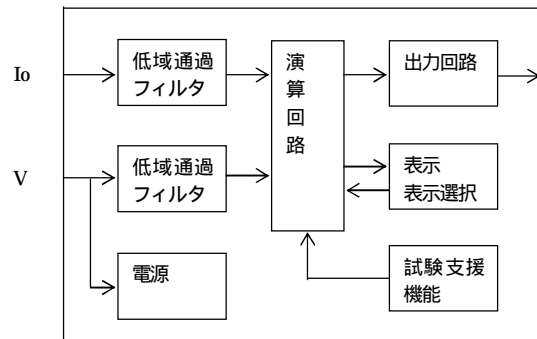 Io
低域通過
フィルタ
演
算
回
路
出力回路
V
低域通過
フィルタ
表示
表示選択
電源
試験支援
機能